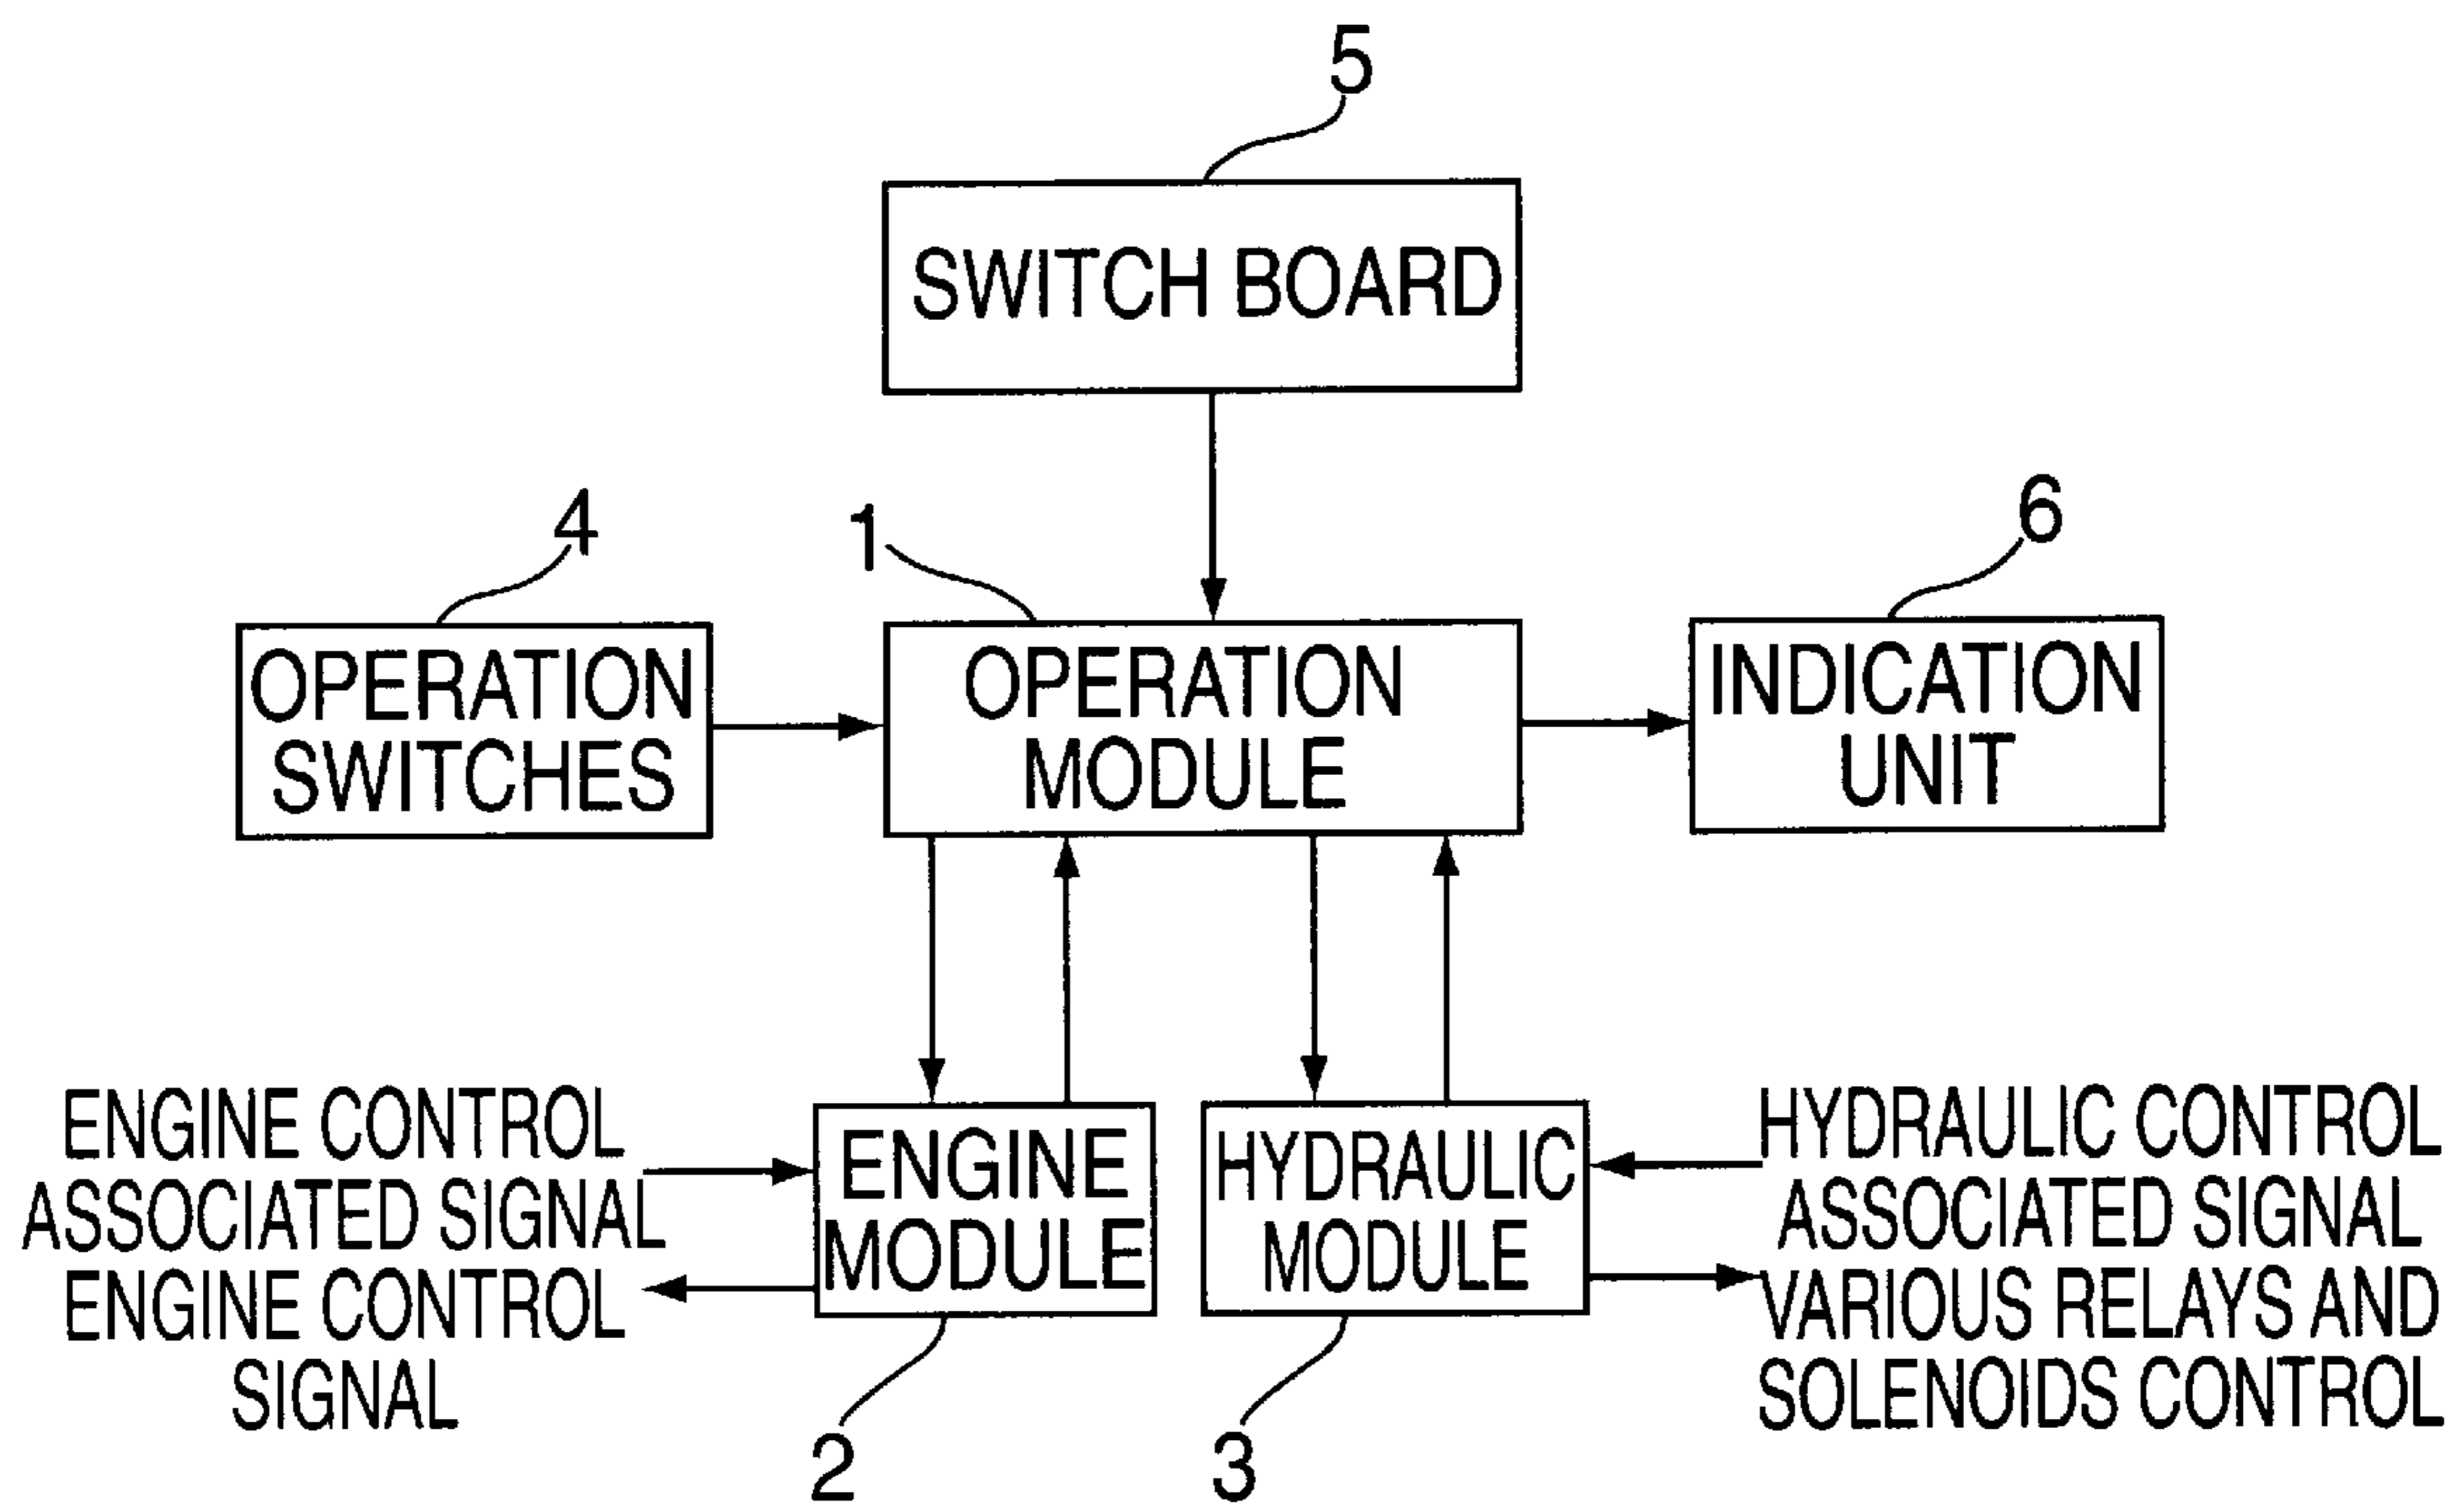 5
SWITCH BOARD
4
1
6
OPERATION
SWITCHES
OPERATION
MODULE
INDICATION
UNIT
ENGINE CONTROL
ASSOCIATED SIGNAL
ENGINE CONTROL
SIGNAL
ENGINE
MODULE
HYDRAULIC
MODULE
HYDRAULIC CONTROL
ASSOCIATED SIGNAL
VARIOUS RELAYS AND
SOLENOIDS CONTROL
2
3